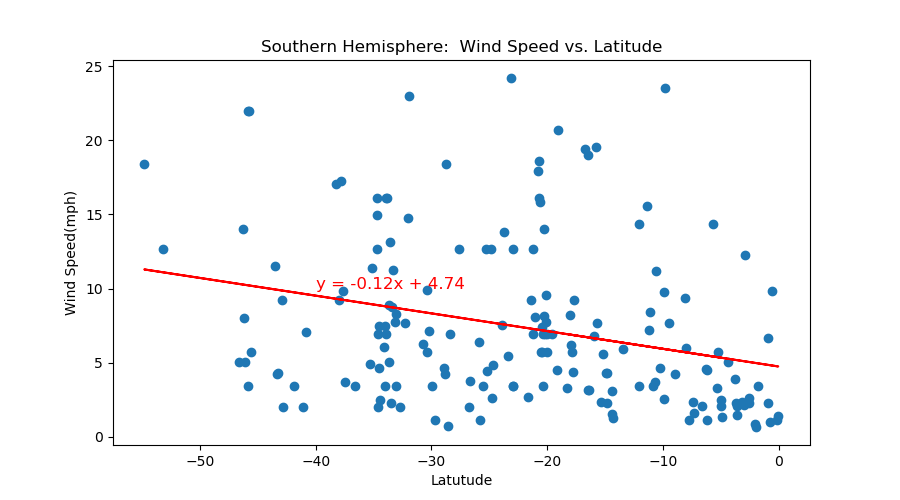 Southern Hemisphere:  Wind Speed vs. Latitude
25
20
15
10
5
0
Wind Speed(mph)
y = -0.12x + 4.74
−50 −40 −30 −20 −10 0
Latutude